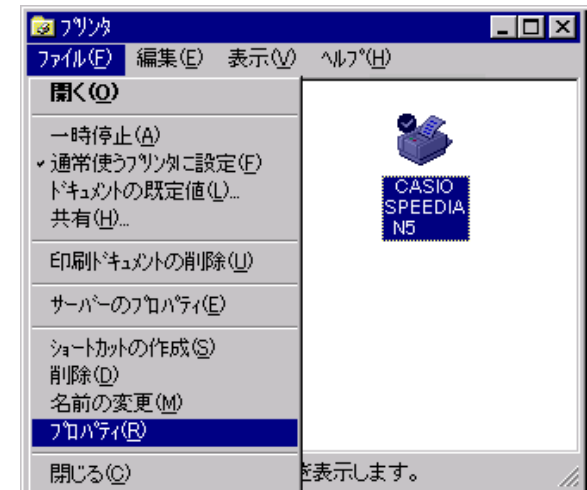 プリンタ
ファイル(F) 編集(E) 表示(V) ヘルプ(H)
開く(O)
一時停止(A)
通常使うプリンタに設定(F)
ドキュメントの既定値(L)...
共有(H)...
印刷ドキュメントの削除(U)
サーバーのプロパティ(E)
ショートカットの作成(S)
削除(D)
名前の変更(M)
プロパティ(R)
閉じる(C)
CASIO
SPEEDIA
N5
を表示します。